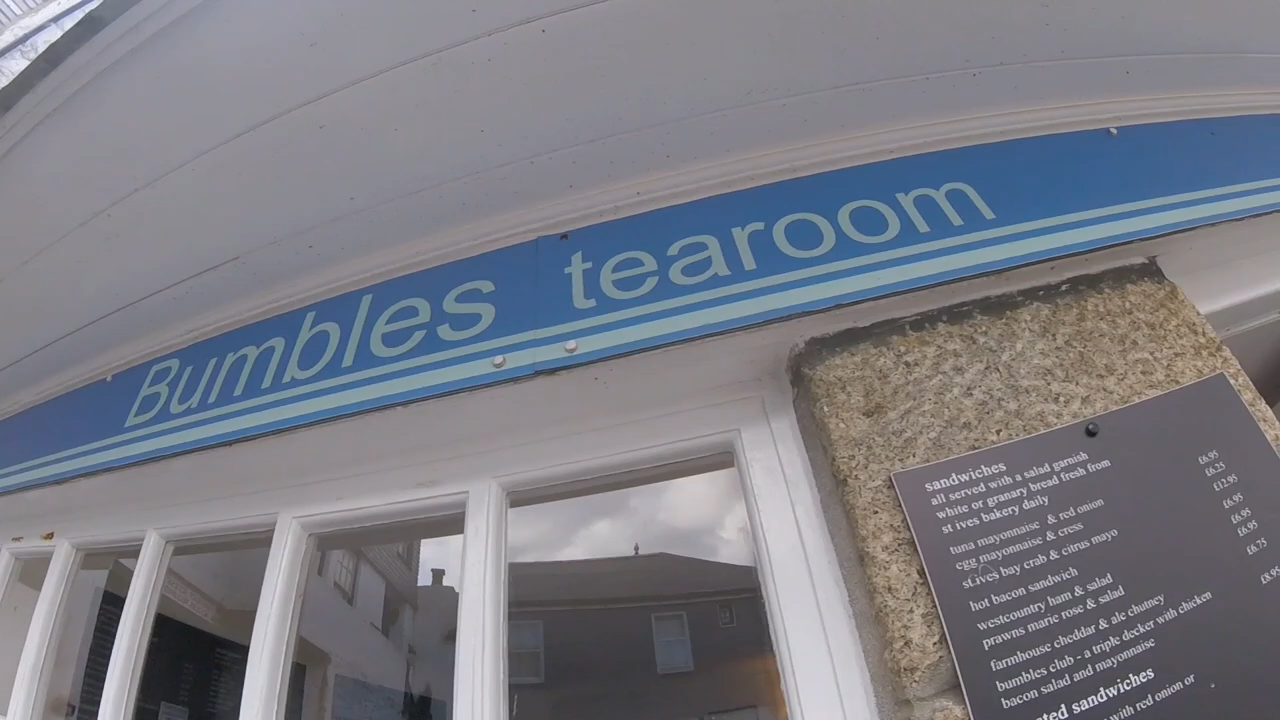 Bumbles tearoom
sandwiches
all served with a salad garnish
white or granary bread fresh from
st ives bakery daily
tuna mayonnaise & red onion £6.95
egg mayonnaise & cress £6.25
st.ives bay crab & citrus mayo £12.95
hot bacon sandwich £6.95
westcountry ham & salad £6.95
prawns marie rose & salad £6.95
farmhouse cheddar & ale chutney £6.75
bumbles club - a triple decker with chicken £8.95
bacon salad and mayonnaise
sandwiches
with red onion or